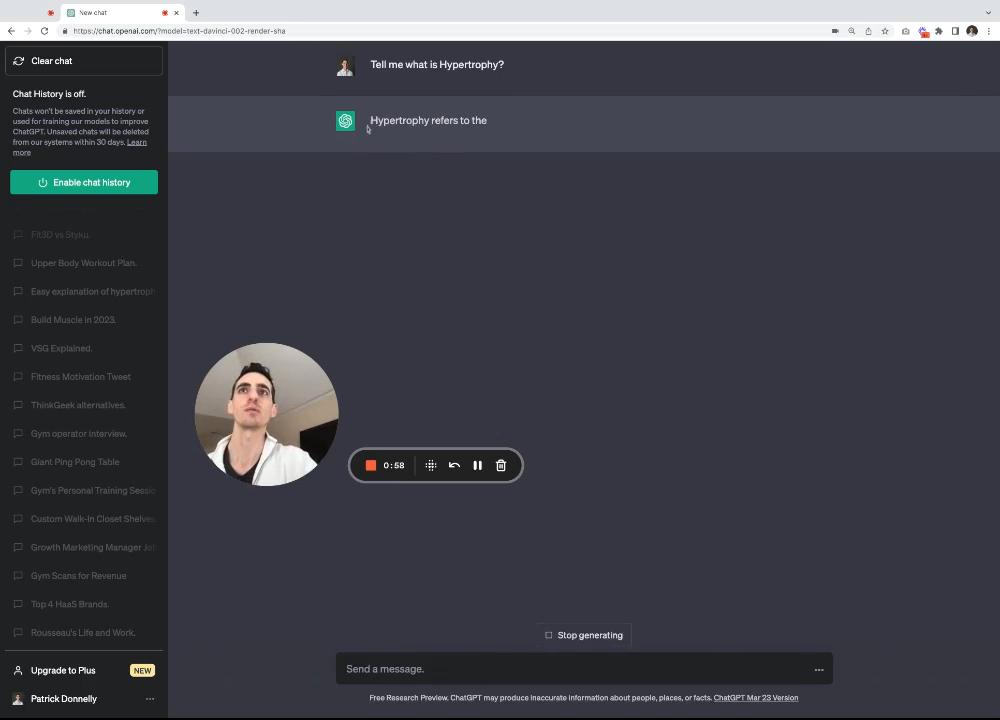 New chat
https://chat.openai.com/?model=text-davinci-002-render-sha
Clear chat
Chat History is off.
Chats won't be saved in your history or
used for training our models to improve
ChatGPT. Unsaved chats will be deleted
from our systems within 30 days. Learn
more
Enable chat history
Fit3D vs Styku.
Upper Body Workout Plan.
Easy explanation of hypertroph
Build Muscle in 2023.
VSG Explained.
Fitness Motivation Tweet
ThinkGeek alternatives.
Gym operator interview.
Giant Ping Pong Table
Gym's Personal Training Sessio
Custom Walk-In Closet Shelves.
Growth Marketing Manager Jo
Gym Scans for Revenue
Top 4 HaaS Brands.
Rousseau's Life and Work.
Upgrade to Plus NEW
Patrick Donnelly
Tell me what is Hypertrophy?
Hypertrophy refers to the
0:58
Stop generating
Send a message.
Free Research Preview. ChatGPT may produce inaccurate information about people, places, or facts. ChatGPT Mar 23 Version